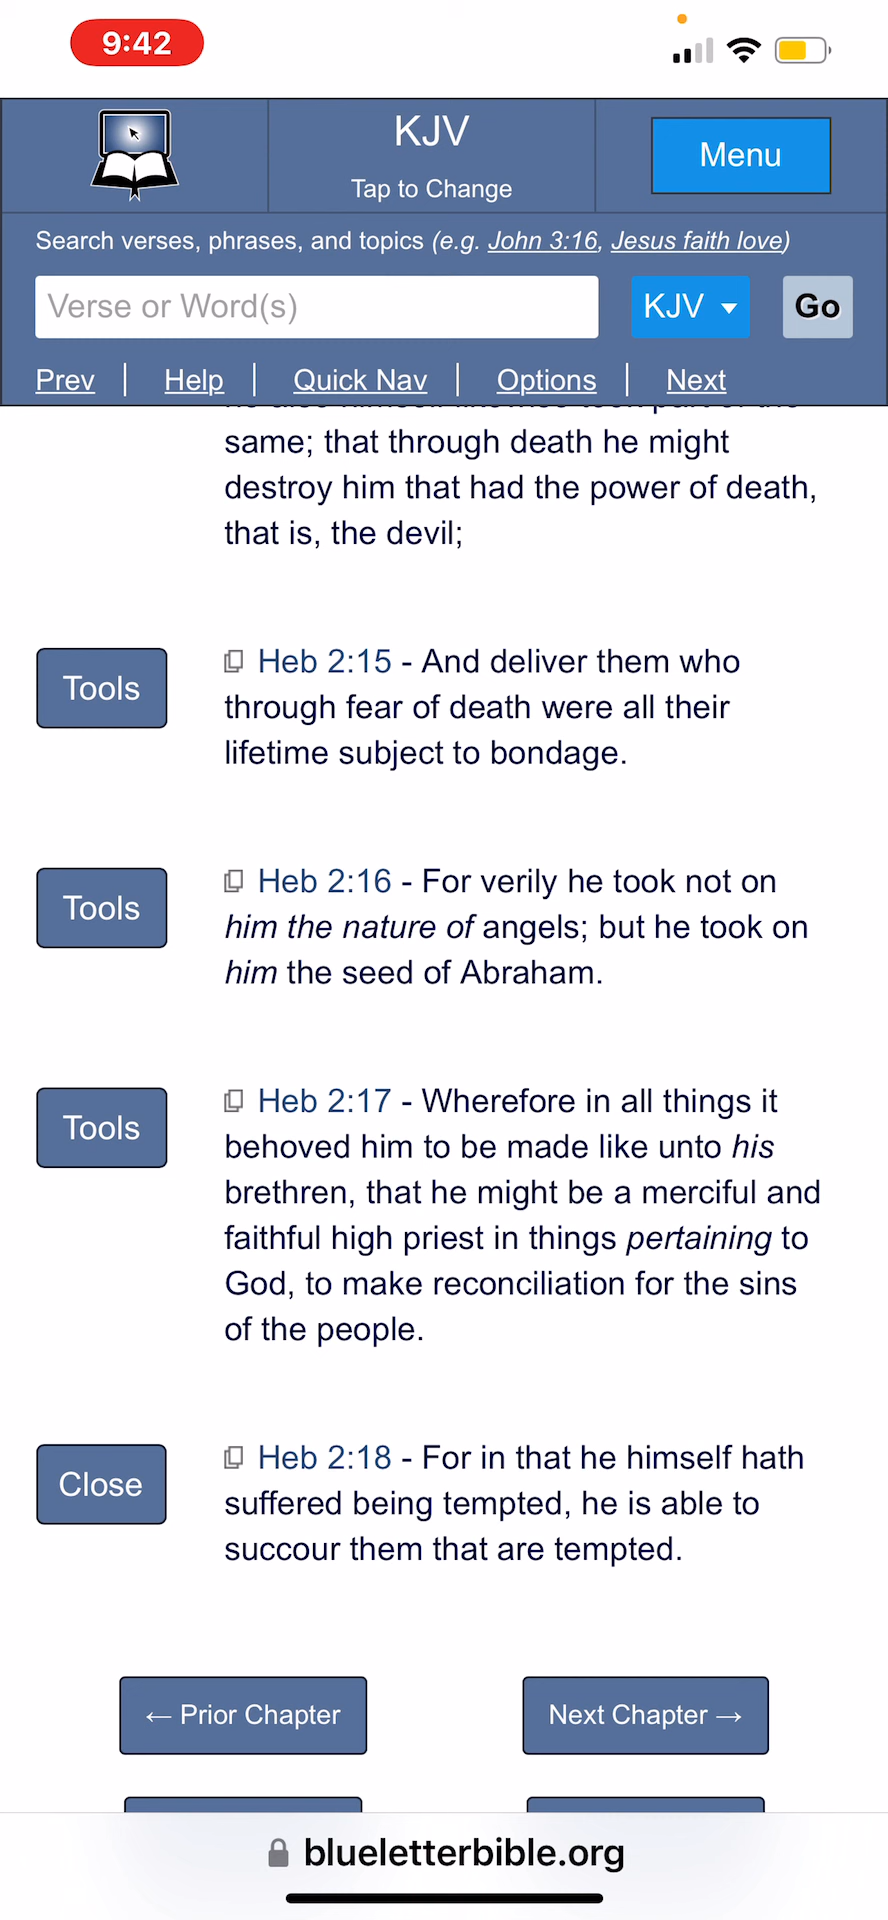 9:42
KJV
Tap to Change
Menu
Search verses, phrases, and topics (e.g. John 3:16, Jesus faith love)
Verse or Word(s)
KJV
Go
Prev | Help | Quick Nav | Options | Next
same; that through death he might
destroy him that had the power of death,
that is, the devil;
Tools
Heb 2:15 - And deliver them who
through fear of death were all their
lifetime subject to bondage.
Tools
Heb 2:16 - For verily he took not on
him the nature of angels; but he took on
him the seed of Abraham.
Tools
Heb 2:17 - Wherefore in all things it
behoved him to be made like unto his
brethren, that he might be a merciful and
faithful high priest in things pertaining to
God, to make reconciliation for the sins
of the people.
Close
Heb 2:18 - For in that he himself hath
suffered being tempted, he is able to
succour them that are tempted.
← Prior Chapter
Next Chapter →
blueletterbible.org